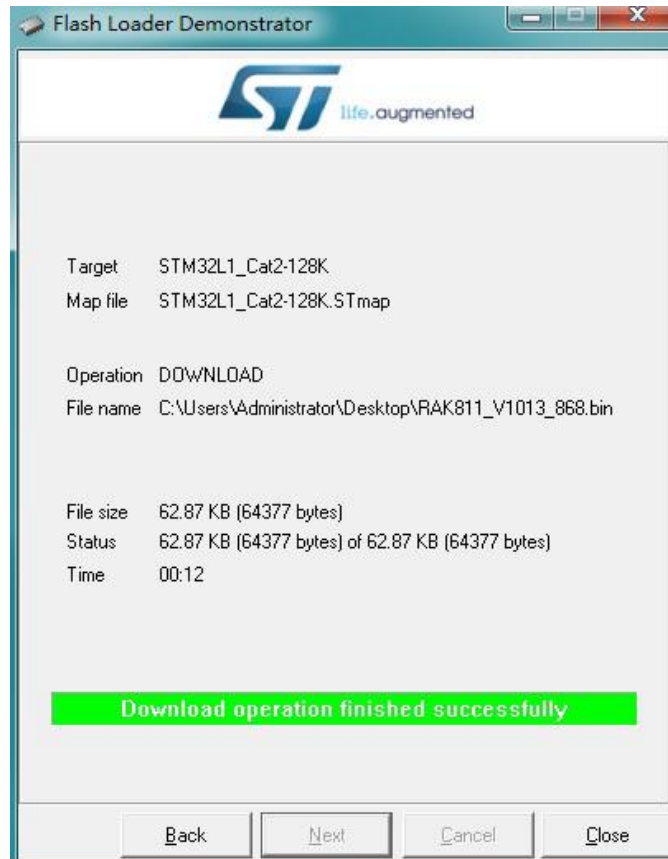 Flash Loader Demonstrator
ST life.augmented
Target STM32L1_Cat2-128K
Map file STM32L1_Cat2-128K.STmap
Operation DOWNLOAD
File name C:\Users\Administrator\Desktop\RAK811_V1013_868.bin
File size 62.87 KB (64377 bytes)
Status 62.87 KB (64377 bytes) of 62.87 KB (64377 bytes)
Time 00:12
Download operation finished successfully
Back Next Cancel Close